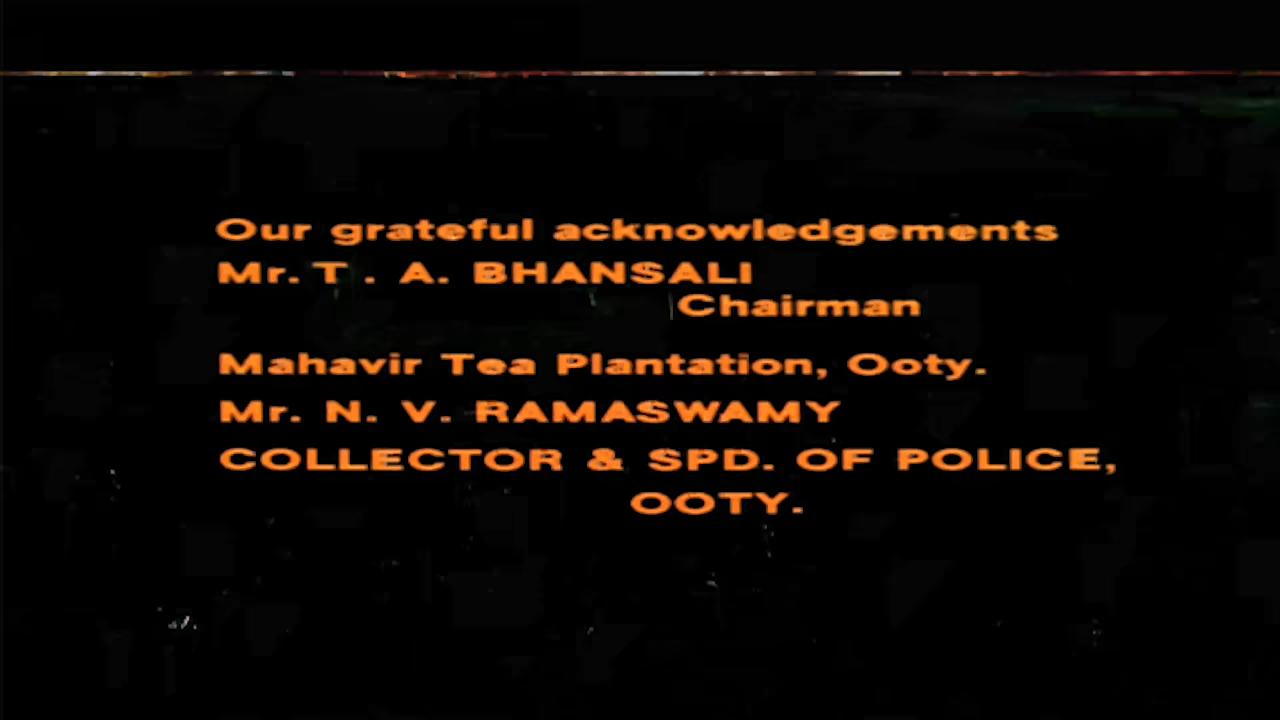 Our grateful acknowledgements
Mr. T . A. BHANSALI
Chairman
Mahavir Tea Plantation, Ooty.
Mr. N. V. RAMASWAMY
COLLECTOR & SPD. OF POLICE,
OOTY.